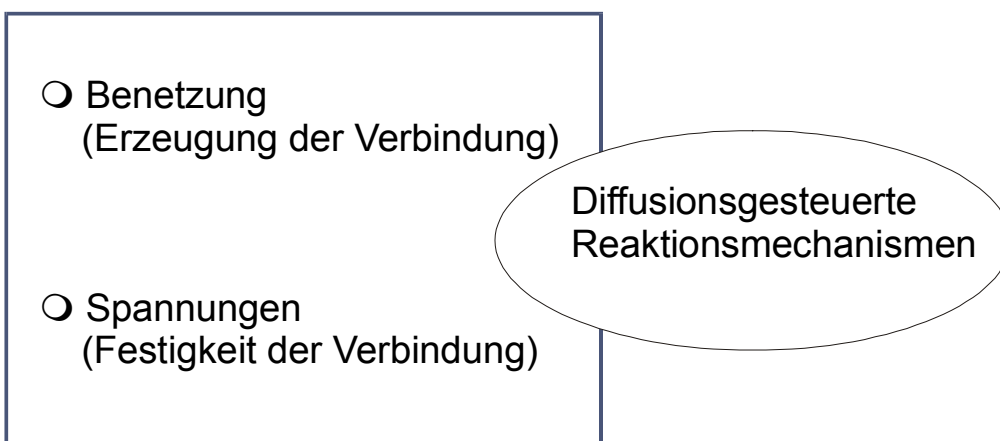 ❍ Benetzung
(Erzeugung der Verbindung)
Diffusionsgesteuerte
Reaktionsmechanismen
❍ Spannungen
(Festigkeit der Verbindung)